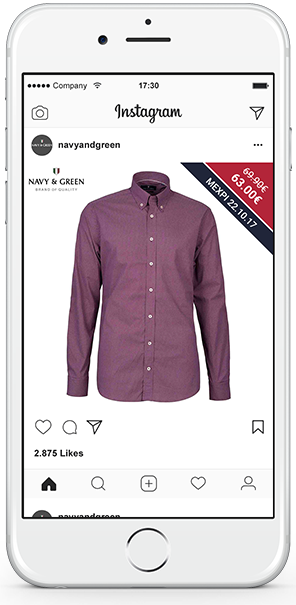 Company
17:30
Instagram
navyandgreen
NAVY & GREEN
BRAND OF QUALITY
69.90€
63.00€
ΜΕΧΡΙ 22.10.17
2.875 Likes
navyandgreen